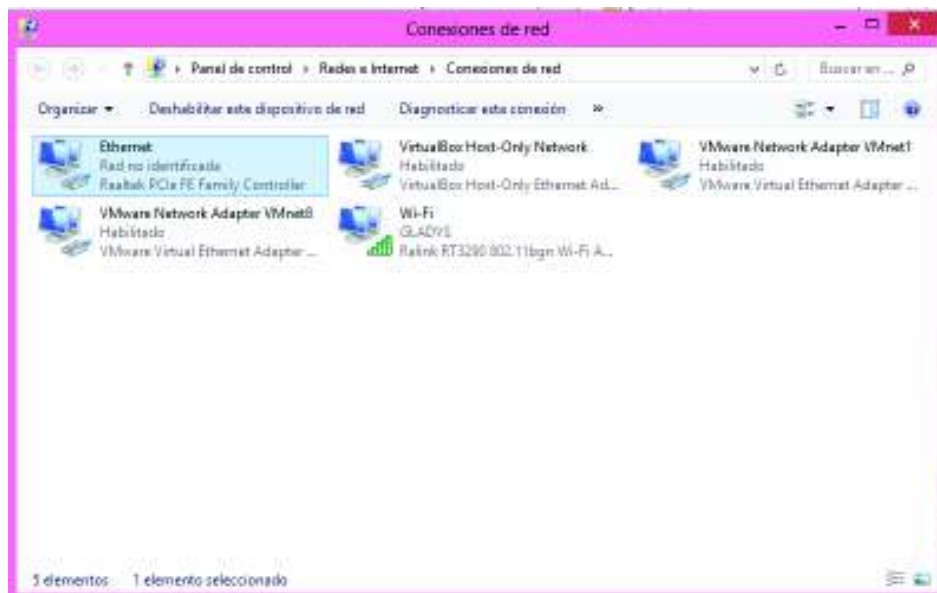 Conexiones de red
Panel de control ▸ Redes e Internet ▸ Conexiones de red
Buscar en ...
Organizar ▾ Deshabilitar este dispositivo de red Diagnosticar esta conexión »
Ethernet
Red no identificada
Realtek PCIe FE Family Controller
VirtualBox Host-Only Network
Habilitado
VirtualBox Host-Only Ethernet Ad...
VMware Network Adapter VMnet1
Habilitado
VMware Virtual Ethernet Adapter ...
VMware Network Adapter VMnet8
Habilitado
VMware Virtual Ethernet Adapter ...
Wi-Fi
GLADYS
Ralink RT3290 802.11bgn Wi-Fi A...
5 elementos 1 elemento seleccionado